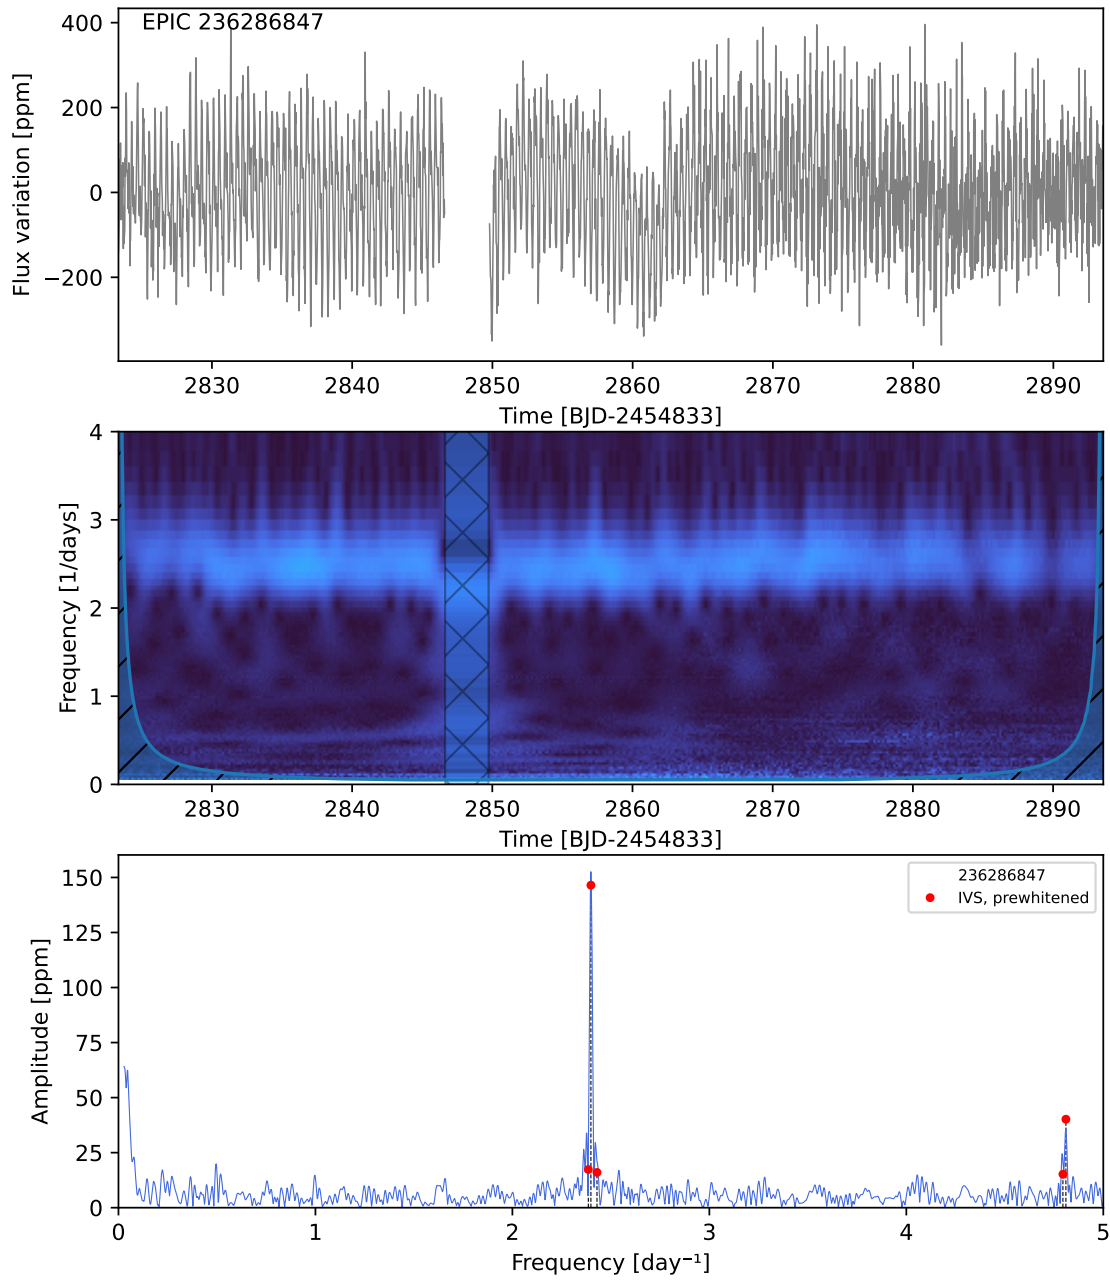 EPIC 236286847
400
200
0
−200
Flux variation [ppm]
2830 2840 2850 2860 2870 2880 2890
Time [BJD-2454833]
4
3
2
1
0
Frequency [1/days]
2830 2840 2850 2860 2870 2880 2890
Time [BJD-2454833]
236286847
IVS, prewhitened
150
125
100
75
50
25
0
Amplitude [ppm]
0 1 2 3 4 5
Frequency [day⁻¹]